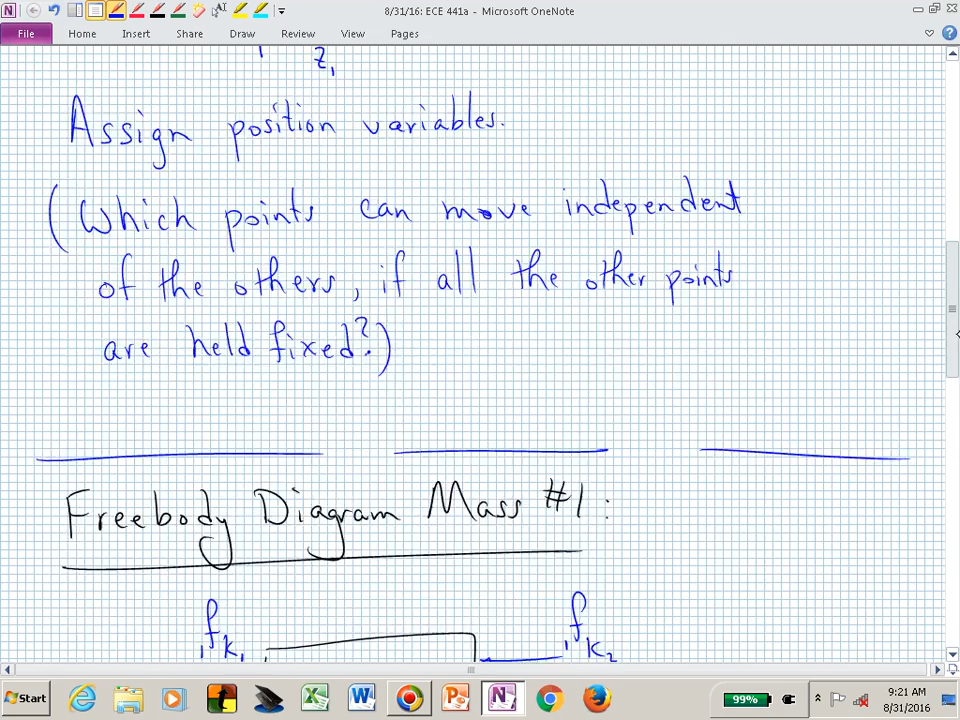 8/31/16: ECE 441a - Microsoft OneNote
File Home Insert Share Draw Review View Pages
z₁
Assign position variables.
(Which points can move independent
of the others, if all the other points
are held fixed?)
Freebody Diagram Mass #1:
₁fK₁ ₁fK₂
Start
99%
9:21 AM
8/31/2016